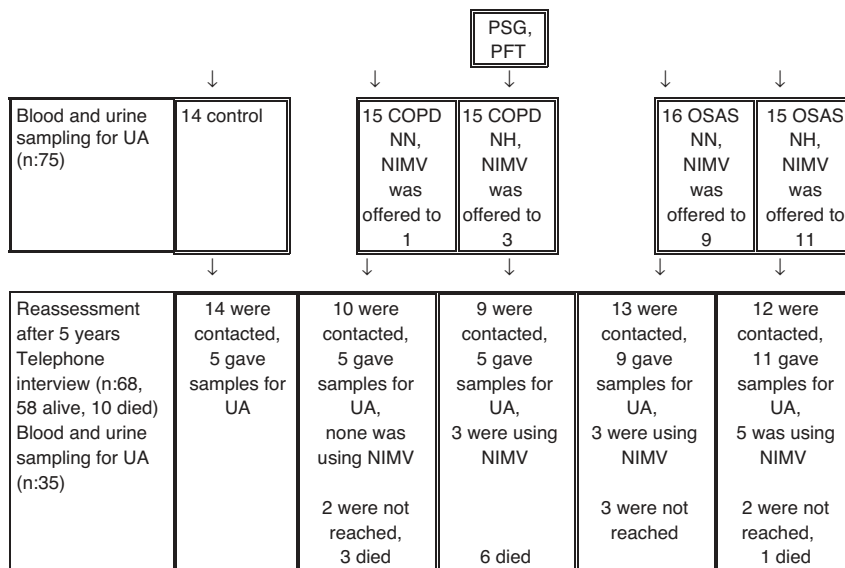 PSG,
PFT
↓ ↓ ↓ ↓ ↓
Blood and urine
sampling for UA
(n:75)
14 control
15 COPD
NN,
NIMV
was
offered to
1
15 COPD
NH,
NIMV
was
offered to
3
16 OSAS
NN,
NIMV
was
offered to
9
15 OSAS
NH,
NIMV
was
offered to
11
↓ ↓ ↓ ↓ ↓
Reassessment
after 5 years
Telephone
interview (n:68,
58 alive, 10 died)
Blood and urine
sampling for UA
(n:35)
14 were
contacted,
5 gave
samples for
UA
10 were
contacted,
5 gave
samples for
UA,
none was
using NIMV
2 were not
reached,
3 died
9 were
contacted,
5 gave
samples for
UA,
3 were using
NIMV
6 died
13 were
contacted,
9 gave
samples for
UA,
3 were using
NIMV
3 were not
reached
12 were
contacted,
11 gave
samples for
UA,
5 was using
NIMV
2 were not
reached,
1 died